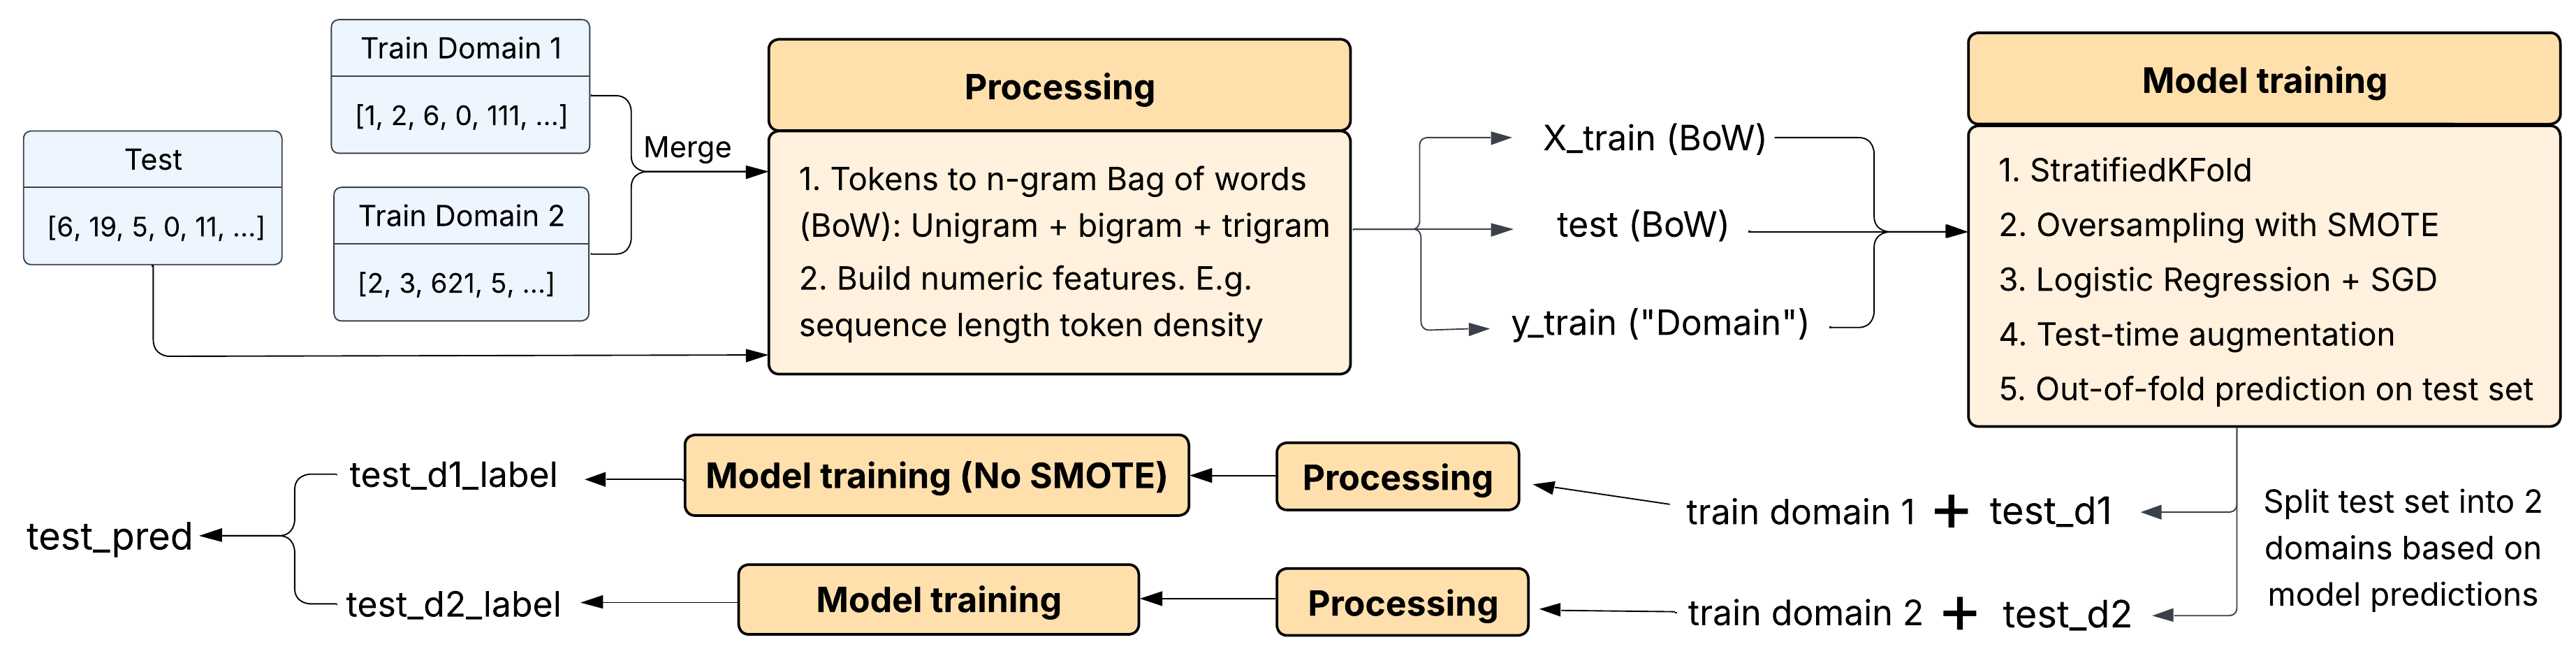 Test
[6, 19, 5, 0, 11, ...]
Train Domain 1
[1, 2, 6, 0, 111, ...]
Train Domain 2
[2, 3, 621, 5, ...]
Merge
Processing
1. Tokens to n-gram Bag of words
(BoW): Unigram + bigram + trigram
2. Build numeric features. E.g.
sequence length token density
X_train (BoW)
test (BoW)
y_train ("Domain")
Model training
1. StratifiedKFold
2. Oversampling with SMOTE
3. Logistic Regression + SGD
4. Test-time augmentation
5. Out-of-fold prediction on test set
Split test set into 2
domains based on
model predictions
train domain 1 + test_d1
Processing
Model training (No SMOTE)
test_d1_label
train domain 2 + test_d2
Processing
Model training
test_d2_label
test_pred